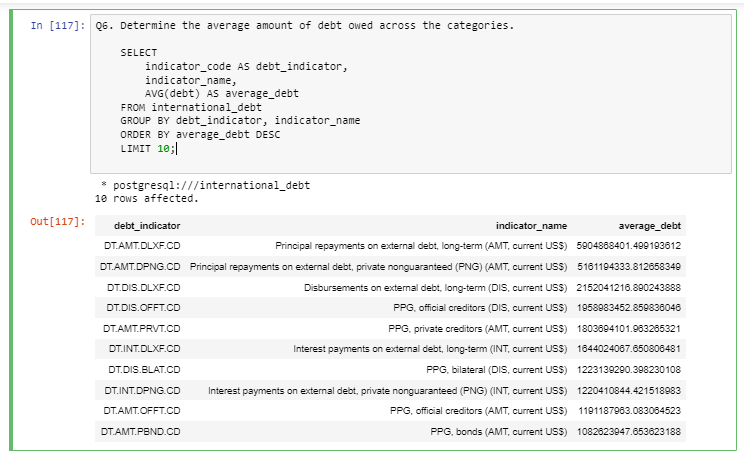 In [117]: Q6. Determine the average amount of debt owed across the categories.
SELECT
indicator_code AS debt_indicator,
indicator_name,
AVG(debt) AS average_debt
FROM international_debt
GROUP BY debt_indicator, indicator_name
ORDER BY average_debt DESC
LIMIT 10;
* postgresql:///international_debt
10 rows affected.
Out[117]: debt_indicator indicator_name average_debt
DT.AMT.DLXF.CD Principal repayments on external debt, long-term (AMT, current US$) 5904868401.499193612
DT.AMT.DPNG.CD Principal repayments on external debt, private nonguaranteed (PNG) (AMT, current US$) 5161194333.812658349
DT.DIS.DLXF.CD Disbursements on external debt, long-term (DIS, current US$) 2152041216.890243888
DT.DIS.OFFT.CD PPG, official creditors (DIS, current US$) 1958983452.859836046
DT.AMT.PRVT.CD PPG, private creditors (AMT, current US$) 1803694101.963265321
DT.INT.DLXF.CD Interest payments on external debt, long-term (INT, current US$) 1644024067.650806481
DT.DIS.BLAT.CD PPG, bilateral (DIS, current US$) 1223139290.398230108
DT.INT.DPNG.CD Interest payments on external debt, private nonguaranteed (PNG) (INT, current US$) 1220410844.421518983
DT.AMT.OFFT.CD PPG, official creditors (AMT, current US$) 1191187963.083064523
DT.AMT.PBND.CD PPG, bonds (AMT, current US$) 1082623947.653623188